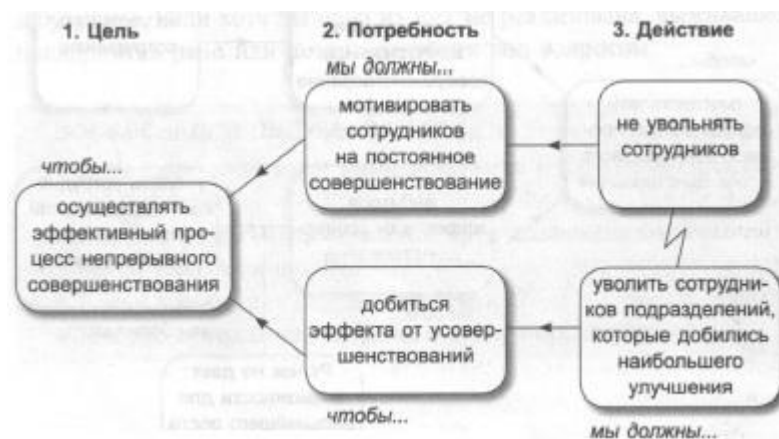 1. Цель
2. Потребность
3. Действие
мы должны...
мотивировать
сотрудников
на постоянное
совершенствование
не увольнять
сотрудников
чтобы...
осуществлять
эффективный про-
цесс непрерывного
совершенствования
добиться
эффекта от усовер-
шенствований
уволить сотрудни-
ков подразделений,
которые добились
наибольшего
улучшения
чтобы...
мы должны...